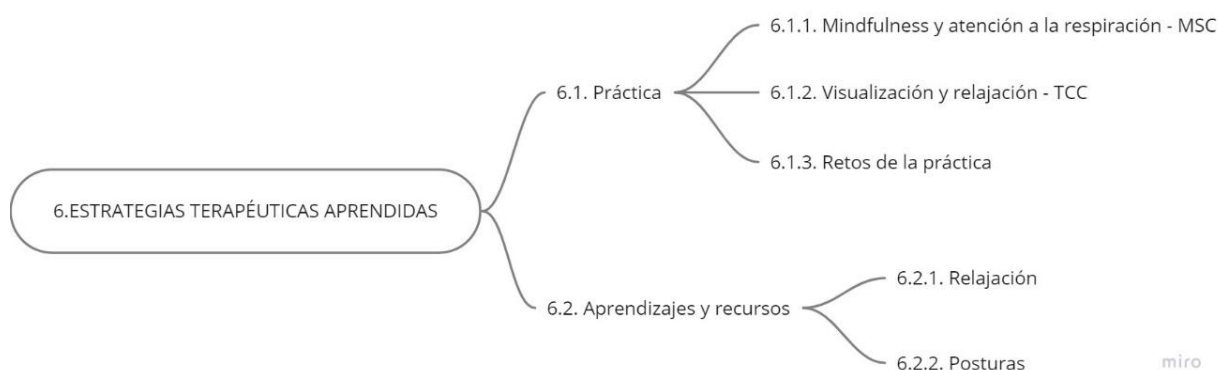 6.ESTRATEGIAS TERAPÉUTICAS APRENDIDAS
6.1. Práctica
6.1.1. Mindfulness y atención a la respiración - MSC
6.1.2. Visualización y relajación - TCC
6.1.3. Retos de la práctica
6.2. Aprendizajes y recursos
6.2.1. Relajación
6.2.2. Posturas
miro